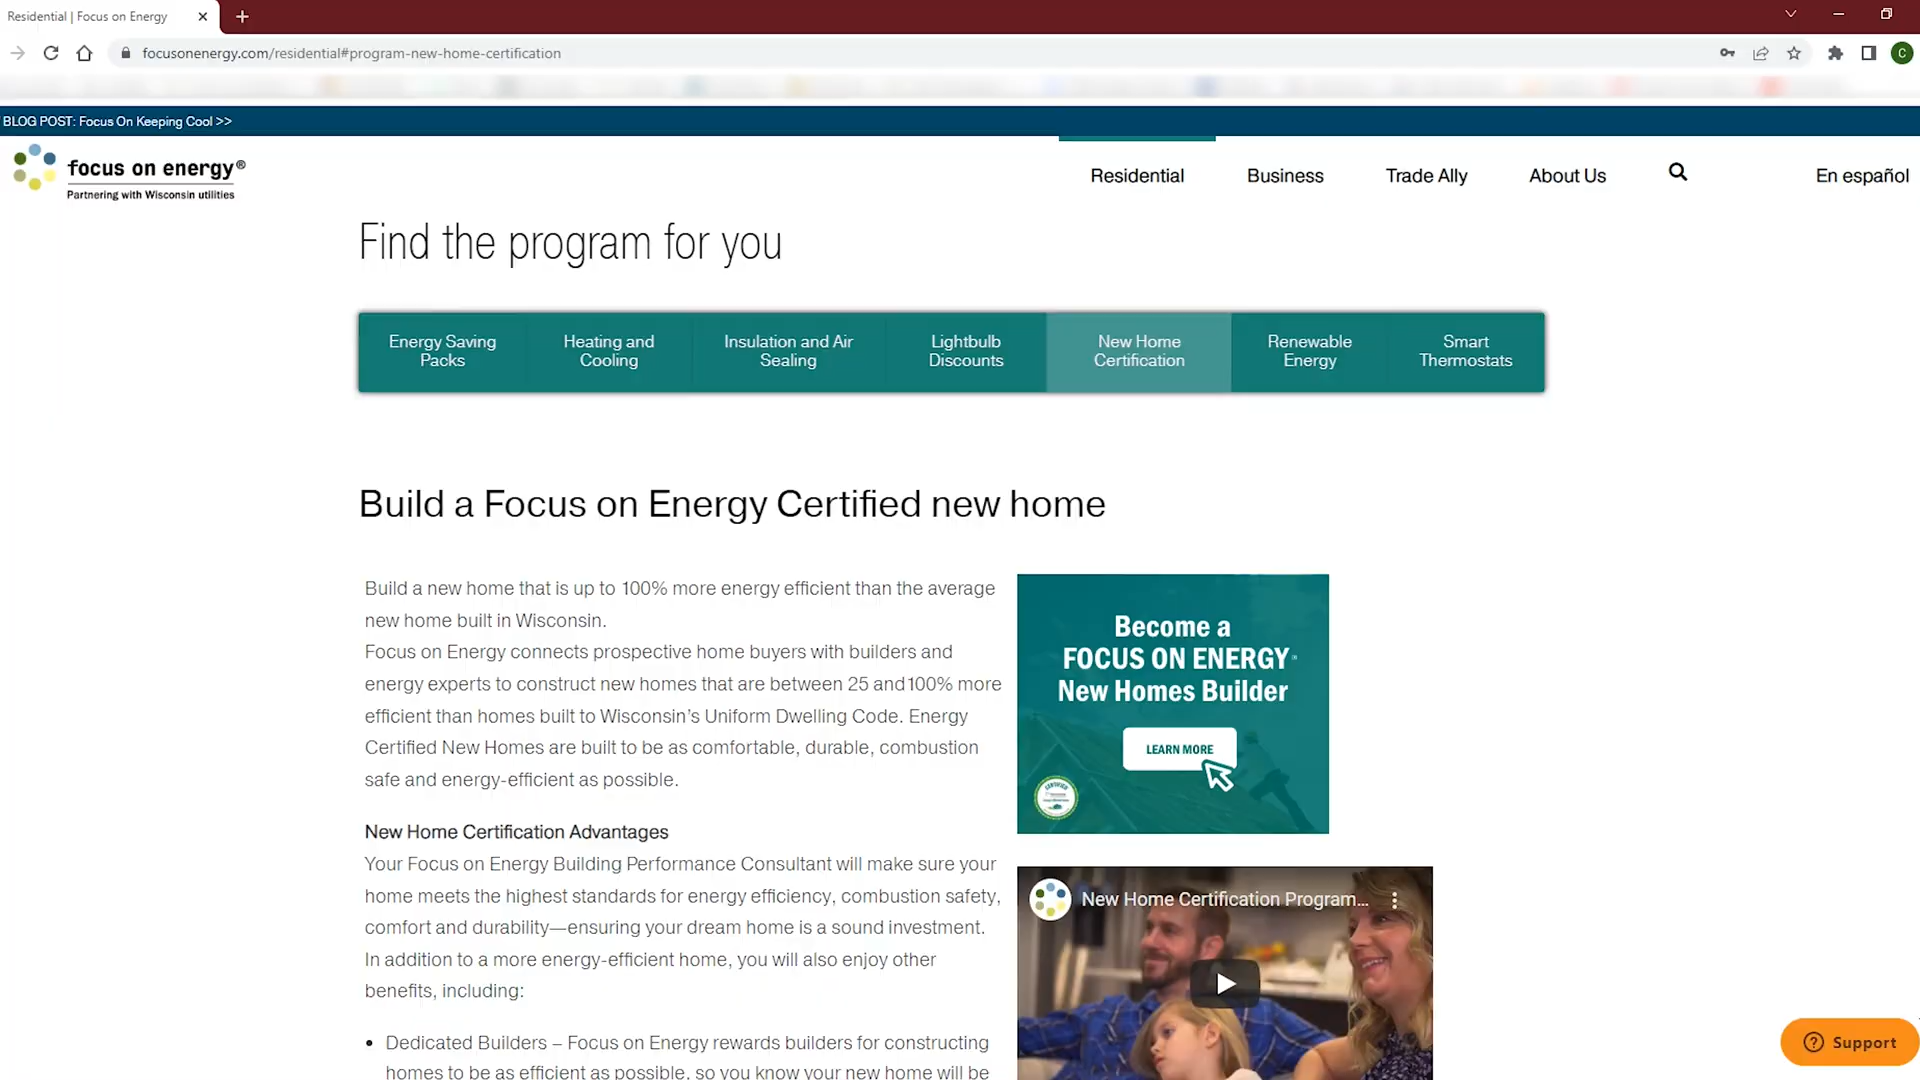 Residential | Focus on Energy
focusonenergy.com/residential#program-new-home-certification
C
BLOG POST: Focus On Keeping Cool >>
focus on energy®
Partnering with Wisconsin utilities
Residential
Business
Trade Ally
About Us
En español
Find the program for you
Energy Saving
Packs
Heating and
Cooling
Insulation and Air
Sealing
Lightbulb
Discounts
New Home
Certification
Renewable
Energy
Smart
Thermostats
Build a Focus on Energy Certified new home
Build a new home that is up to 100% more energy efficient than the average
new home built in Wisconsin.
Focus on Energy connects prospective home buyers with builders and
energy experts to construct new homes that are between 25 and100% more
efficient than homes built to Wisconsin's Uniform Dwelling Code. Energy
Certified New Homes are built to be as comfortable, durable, combustion
safe and energy-efficient as possible.
New Home Certification Advantages
Your Focus on Energy Building Performance Consultant will make sure your
home meets the highest standards for energy efficiency, combustion safety,
comfort and durability—ensuring your dream home is a sound investment.
In addition to a more energy-efficient home, you will also enjoy other
benefits, including:
• Dedicated Builders – Focus on Energy rewards builders for constructing
homes to be as efficient as possible, so you know your new home will be
Become a
FOCUS ON ENERGY
New Homes Builder
LEARN MORE
CERTIFIED
New Home Certification Program...
Support